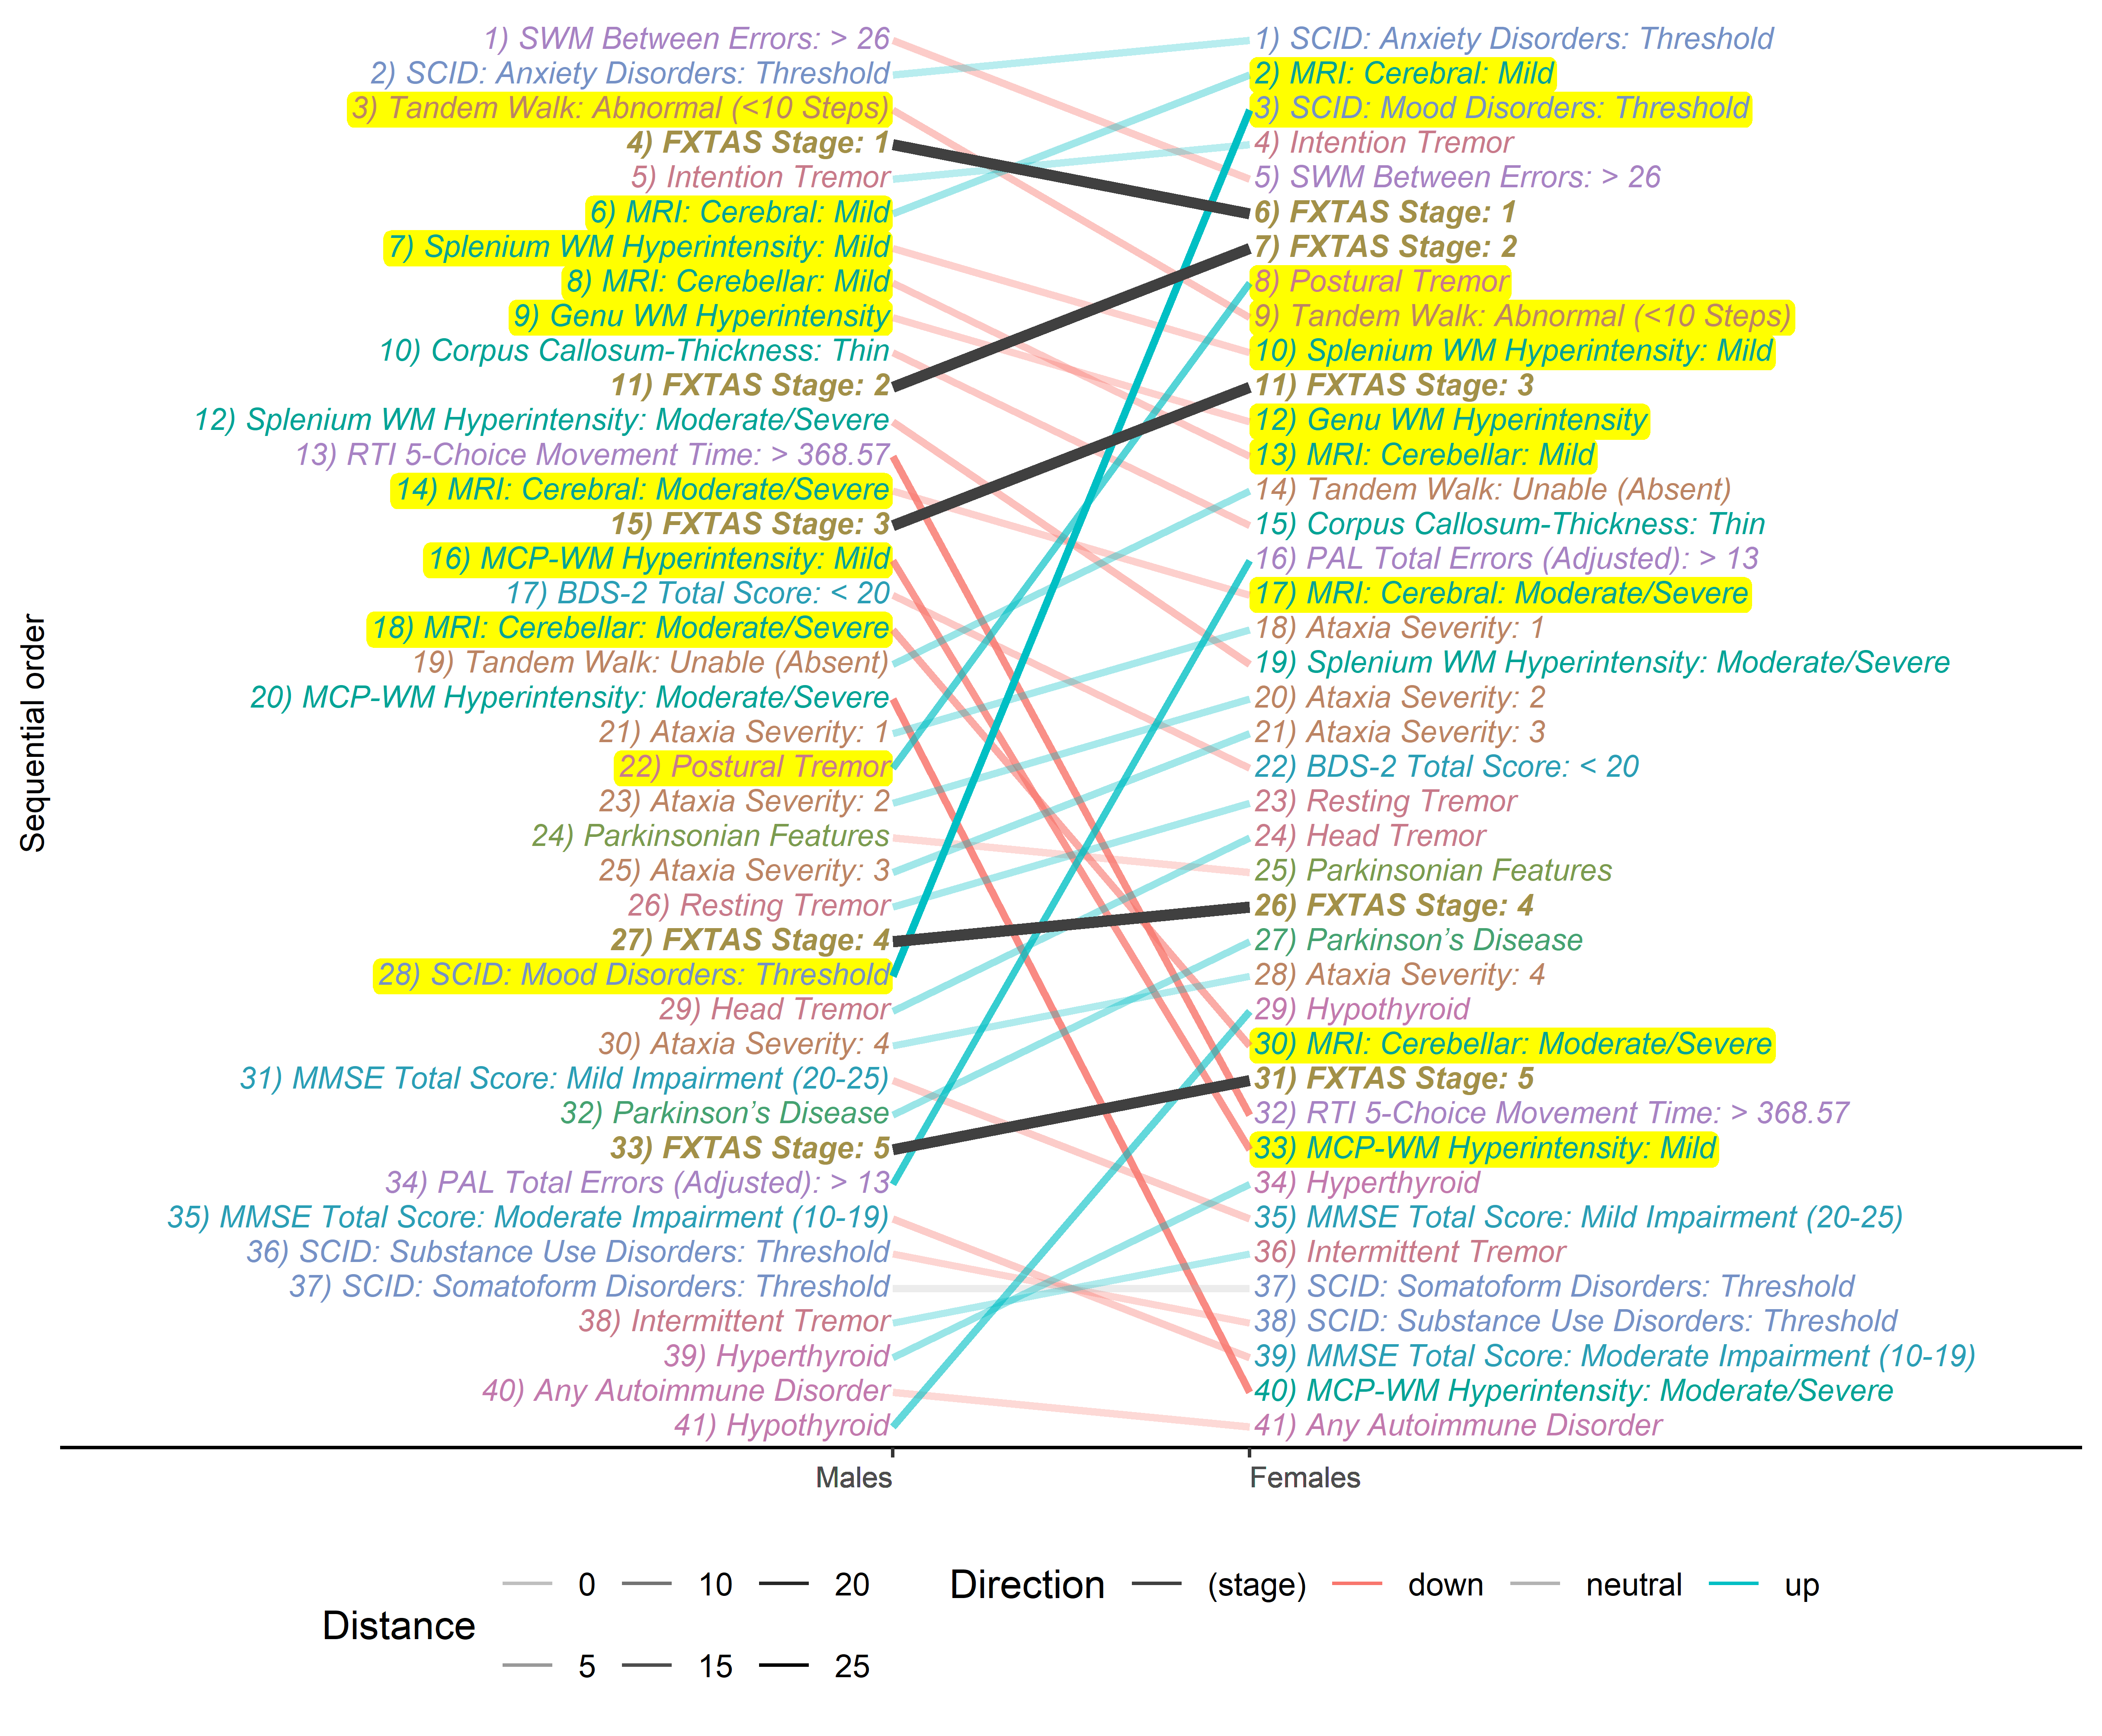 Sequential order
1) SWM Between Errors: > 26
2) SCID: Anxiety Disorders: Threshold
3) Tandem Walk: Abnormal (<10 Steps)
4) FXTAS Stage: 1
5) Intention Tremor
6) MRI: Cerebral: Mild
7) Splenium WM Hyperintensity: Mild
8) MRI: Cerebellar: Mild
9) Genu WM Hyperintensity
10) Corpus Callosum-Thickness: Thin
11) FXTAS Stage: 2
12) Splenium WM Hyperintensity: Moderate/Severe
13) RTI 5-Choice Movement Time: > 368.57
14) MRI: Cerebral: Moderate/Severe
15) FXTAS Stage: 3
16) MCP-WM Hyperintensity: Mild
17) BDS-2 Total Score: < 20
18) MRI: Cerebellar: Moderate/Severe
19) Tandem Walk: Unable (Absent)
20) MCP-WM Hyperintensity: Moderate/Severe
21) Ataxia Severity: 1
22) Postural Tremor
23) Ataxia Severity: 2
24) Parkinsonian Features
25) Ataxia Severity: 3
26) Resting Tremor
27) FXTAS Stage: 4
28) SCID: Mood Disorders: Threshold
29) Head Tremor
30) Ataxia Severity: 4
31) MMSE Total Score: Mild Impairment (20-25)
32) Parkinson’s Disease
33) FXTAS Stage: 5
34) PAL Total Errors (Adjusted): > 13
35) MMSE Total Score: Moderate Impairment (10-19)
36) SCID: Substance Use Disorders: Threshold
37) SCID: Somatoform Disorders: Threshold
38) Intermittent Tremor
39) Hyperthyroid
40) Any Autoimmune Disorder
41) Hypothyroid
1) SCID: Anxiety Disorders: Threshold
2) MRI: Cerebral: Mild
3) SCID: Mood Disorders: Threshold
4) Intention Tremor
5) SWM Between Errors: > 26
6) FXTAS Stage: 1
7) FXTAS Stage: 2
8) Postural Tremor
9) Tandem Walk: Abnormal (<10 Steps)
10) Splenium WM Hyperintensity: Mild
11) FXTAS Stage: 3
12) Genu WM Hyperintensity
13) MRI: Cerebellar: Mild
14) Tandem Walk: Unable (Absent)
15) Corpus Callosum-Thickness: Thin
16) PAL Total Errors (Adjusted): > 13
17) MRI: Cerebral: Moderate/Severe
18) Ataxia Severity: 1
19) Splenium WM Hyperintensity: Moderate/Severe
20) Ataxia Severity: 2
21) Ataxia Severity: 3
22) BDS-2 Total Score: < 20
23) Resting Tremor
24) Head Tremor
25) Parkinsonian Features
26) FXTAS Stage: 4
27) Parkinson’s Disease
28) Ataxia Severity: 4
29) Hypothyroid
30) MRI: Cerebellar: Moderate/Severe
31) FXTAS Stage: 5
32) RTI 5-Choice Movement Time: > 368.57
33) MCP-WM Hyperintensity: Mild
34) Hyperthyroid
35) MMSE Total Score: Mild Impairment (20-25)
36) Intermittent Tremor
37) SCID: Somatoform Disorders: Threshold
38) SCID: Substance Use Disorders: Threshold
39) MMSE Total Score: Moderate Impairment (10-19)
40) MCP-WM Hyperintensity: Moderate/Severe
41) Any Autoimmune Disorder
Males Females
Distance
0 10 20
5 15 25
Direction (stage) down neutral up